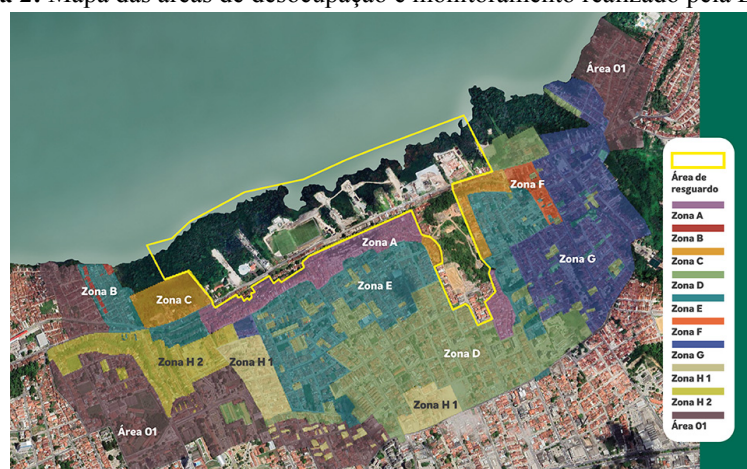 Mapa das áreas de desocupação e monitoramento realizado pela
Área 01
Zona F
Zona A
Zona G
Zona B
Zona C
Zona E
Zona D
Zona H 2
Zona H 1
Zona H 1
Área 01
Área de
resguardo
Zona A
Zona B
Zona C
Zona D
Zona E
Zona F
Zona G
Zona H 1
Zona H 2
Área 01